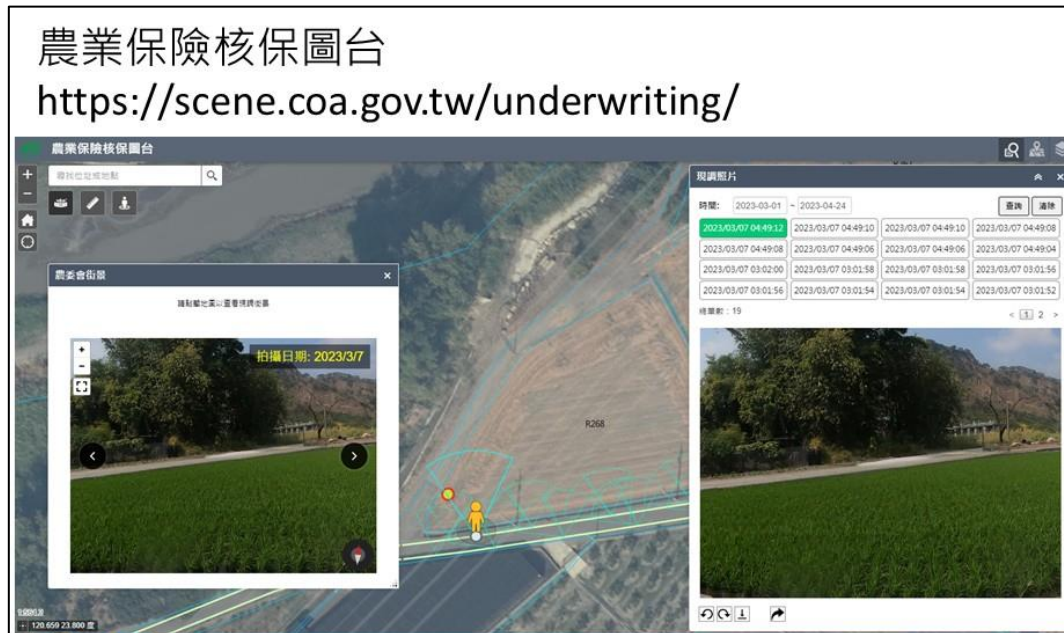 農業保險核保圖台
https://scene.coa.gov.tw/underwriting/
農業保險核保圖台
尋找位址或地點
農委會街景
拍攝日期: 2023/3/7
R268
120.659 23.800 度
現調照片
時間: 2023-03-01 ~ 2023-04-24 查詢 清除
2023/03/07 04:49:12 2023/03/07 04:49:10 2023/03/07 04:49:10 2023/03/07 04:49:08
2023/03/07 04:49:08 2023/03/07 04:49:06 2023/03/07 04:49:06 2023/03/07 04:49:04
2023/03/07 03:02:00 2023/03/07 03:01:58 2023/03/07 03:01:58 2023/03/07 03:01:56
2023/03/07 03:01:56 2023/03/07 03:01:54 2023/03/07 03:01:54 2023/03/07 03:01:52
總筆數：19 < 1 2 >